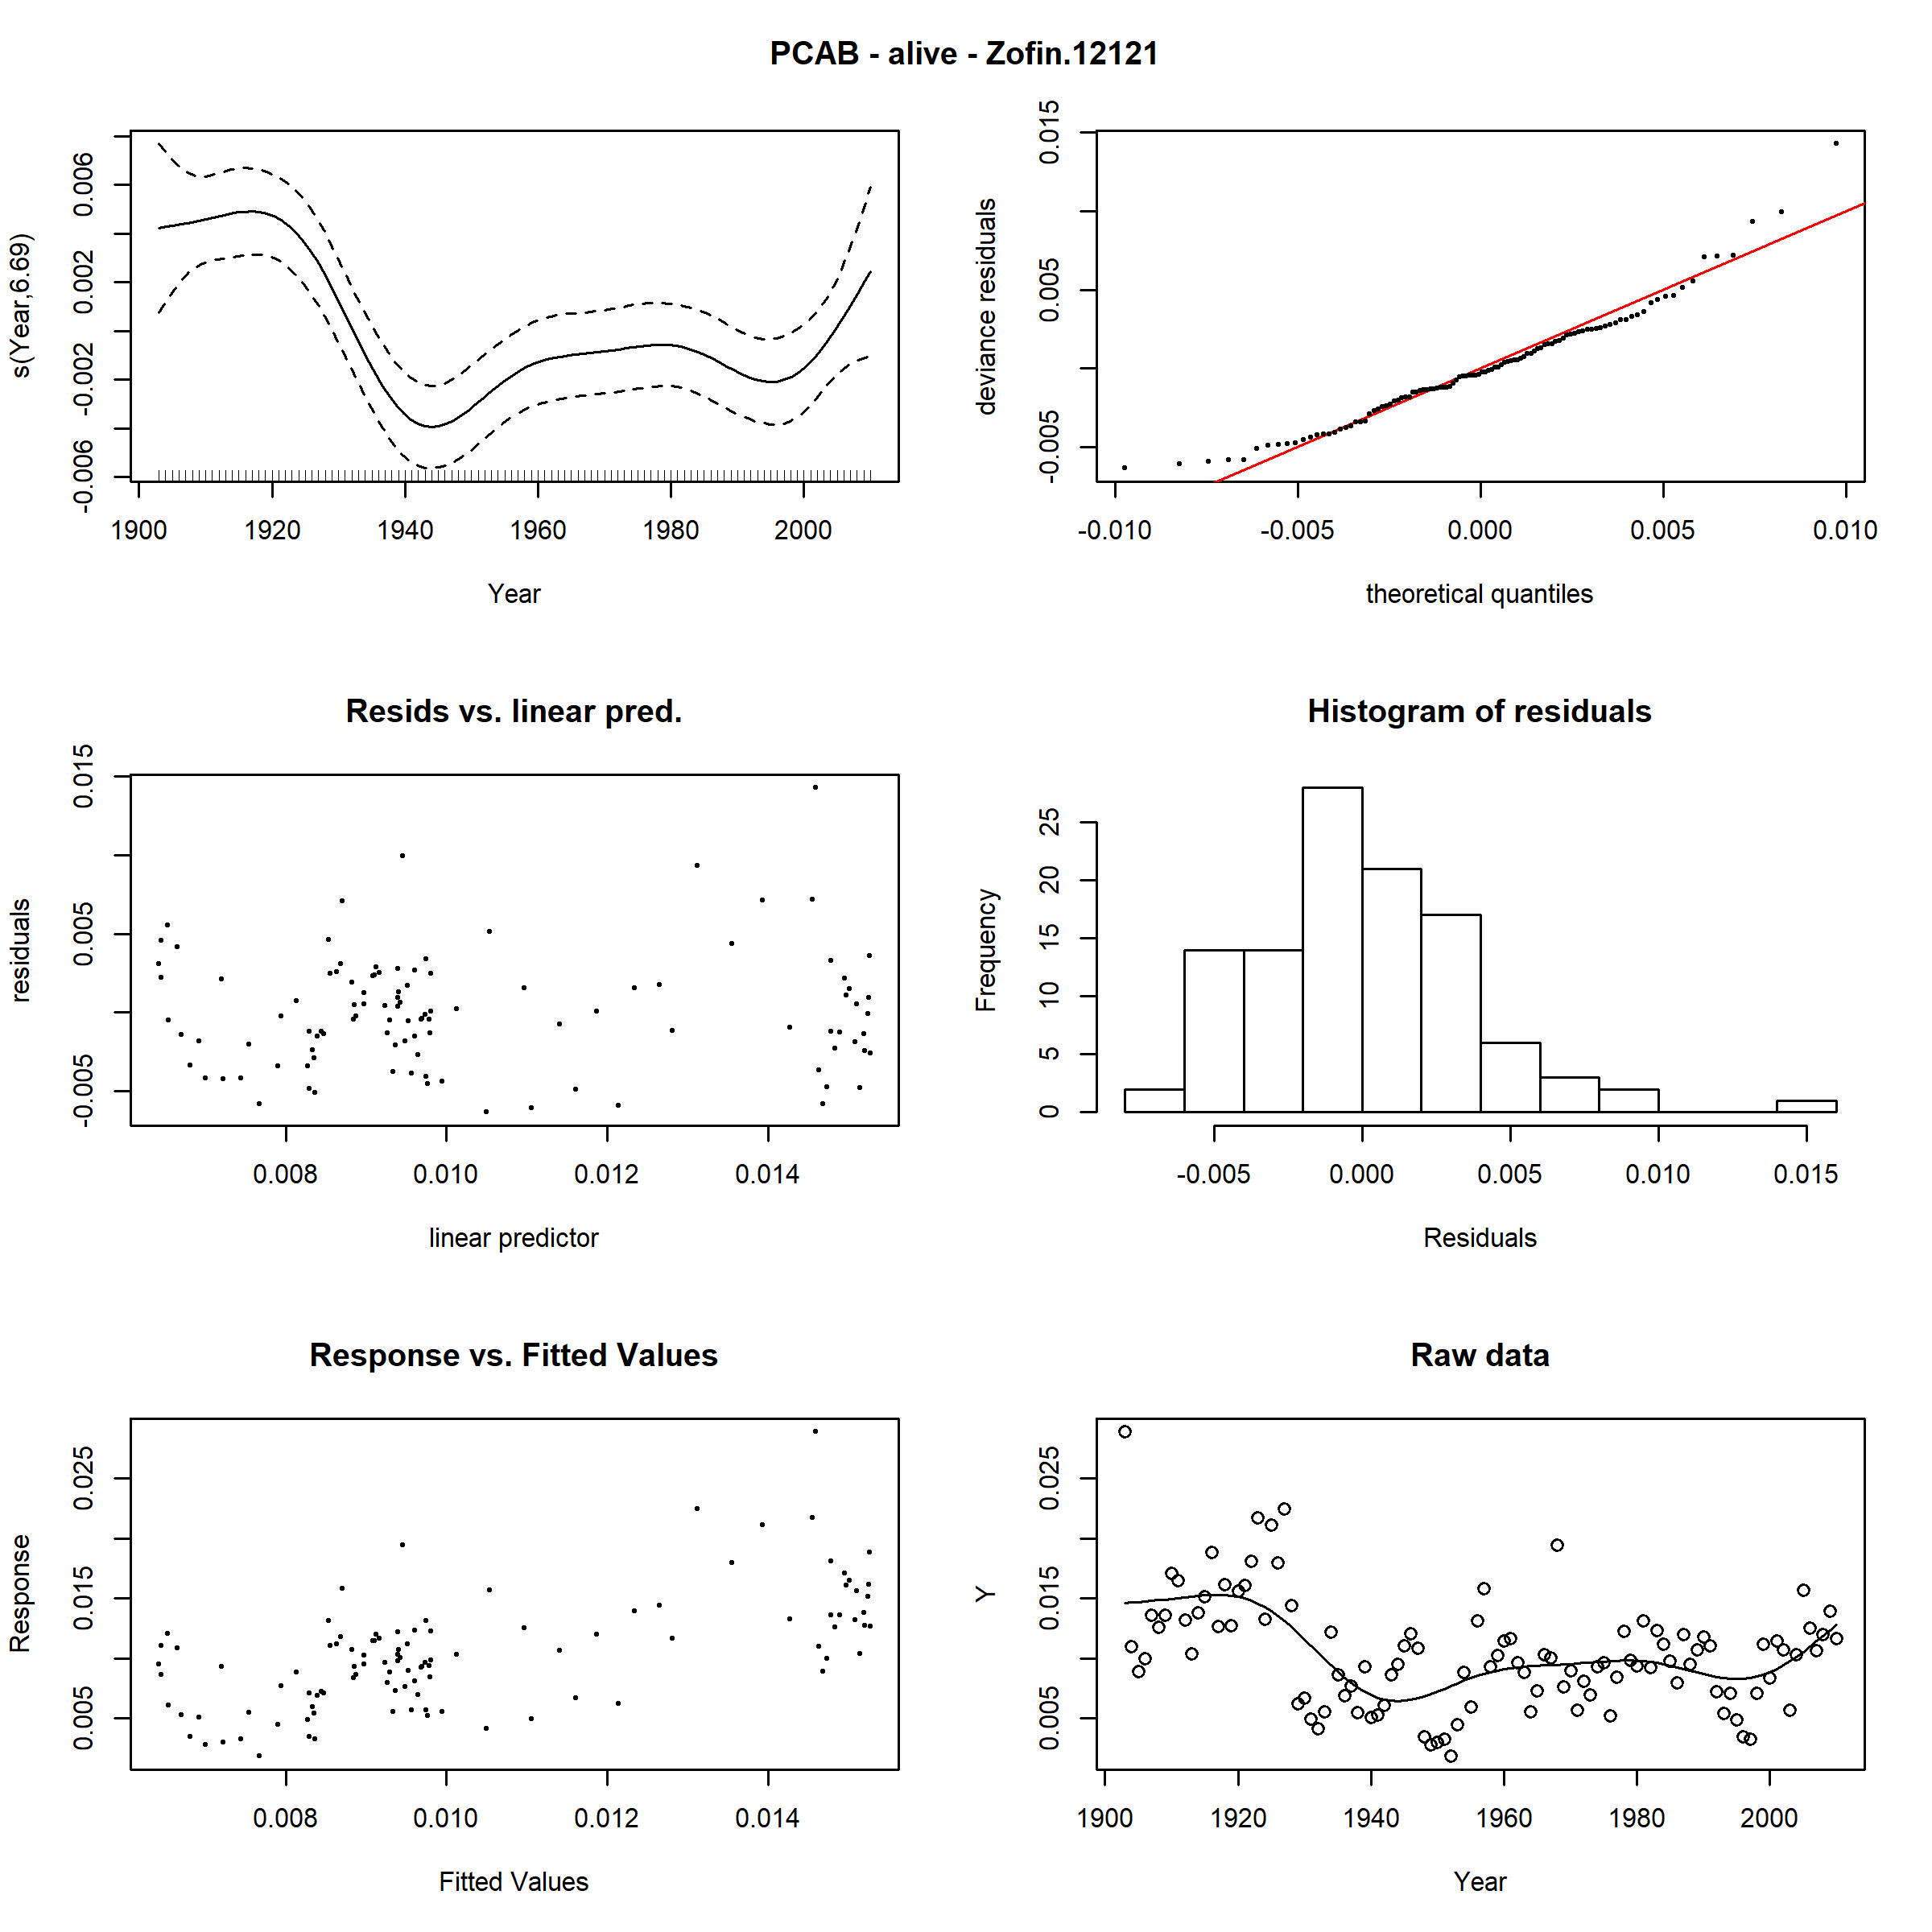 PCAB - alive - Zofin.12121
s(Year,6.69)
-0.006 -0.002 0.002 0.006
1900 1920 1940 1960 1980 2000
Year
deviance residuals
-0.005 0.005 0.015
-0.010 -0.005 0.000 0.005 0.010
theoretical quantiles
Resids vs. linear pred.
residuals
-0.005 0.005 0.015
0.008 0.010 0.012 0.014
linear predictor
Histogram of residuals
Frequency
0 5 10 15 20 25
-0.005 0.000 0.005 0.010 0.015
Residuals
Response vs. Fitted Values
Response
0.005 0.015 0.025
0.008 0.010 0.012 0.014
Fitted Values
Raw data
Y
0.005 0.015 0.025
1900 1920 1940 1960 1980 2000
Year